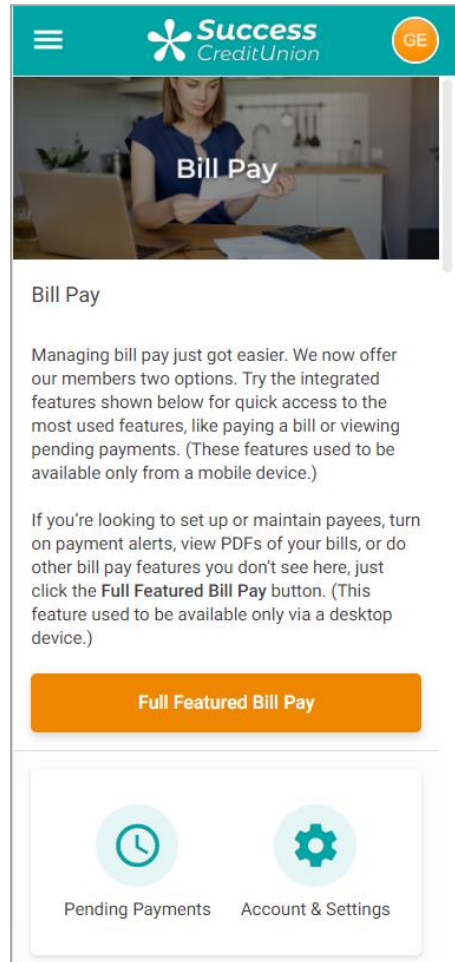 Success
CreditUnion
GE
Bill Pay
Bill Pay
Managing bill pay just got easier. We now offer
our members two options. Try the integrated
features shown below for quick access to the
most used features, like paying a bill or viewing
pending payments. (These features used to be
available only from a mobile device.)
If you’re looking to set up or maintain payees, turn
on payment alerts, view PDFs of your bills, or do
other bill pay features you don’t see here, just
click the Full Featured Bill Pay button. (This
feature used to be available only via a desktop
device.)
Full Featured Bill Pay
Pending Payments
Account & Settings